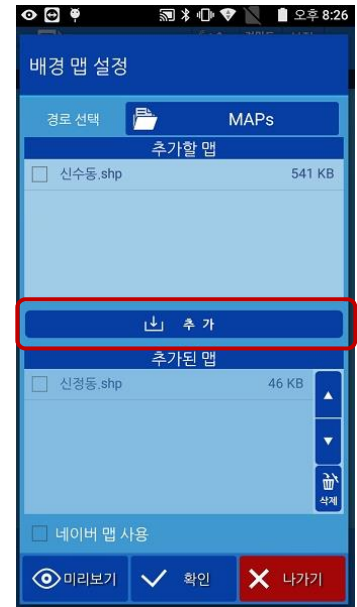 오후 8:26
배경 맵 설정
경로 선택 MAPs
추가할 맵
신수동.shp 541 KB
추 가
추가된 맵
신정동.shp 46 KB
삭제
네이버 맵 사용
미리보기 확인 나가기